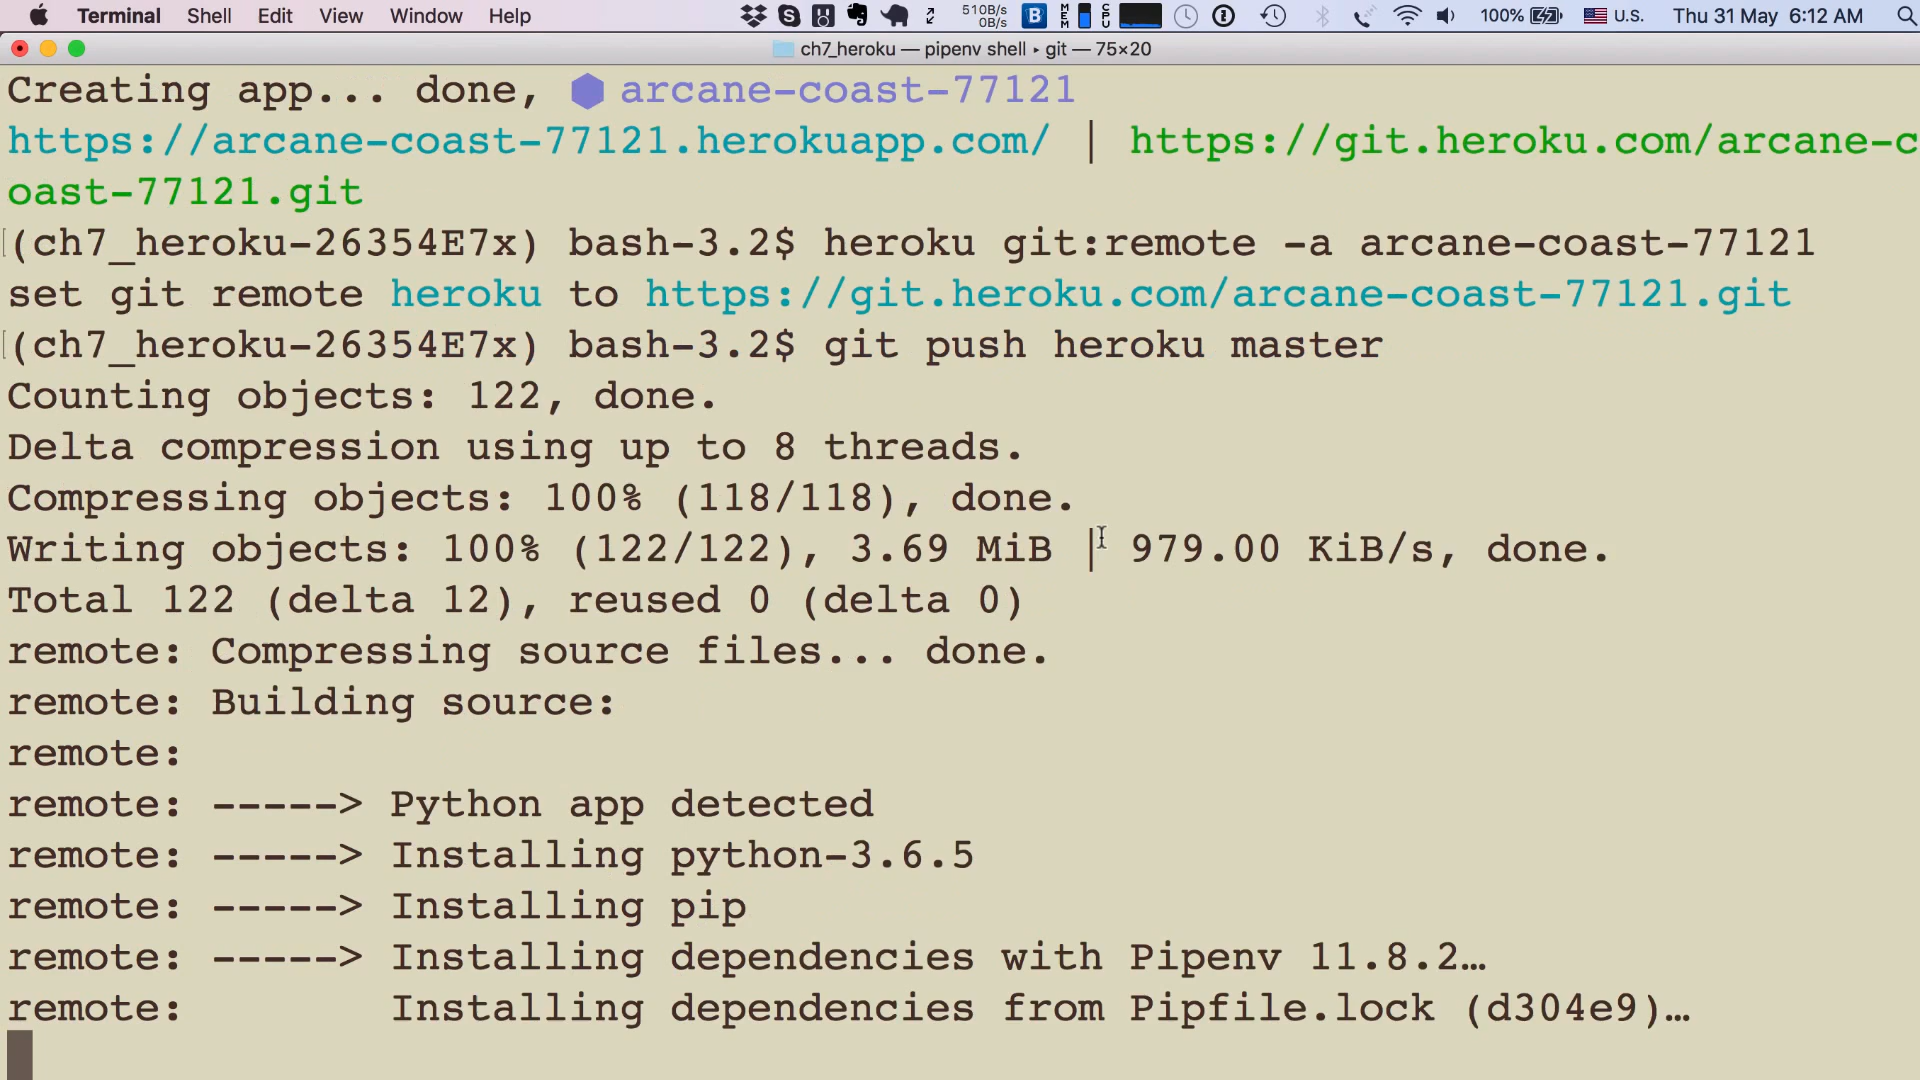 Terminal Shell Edit View Window Help 510B/s 0B/s B MEM CPU 100% U.S. Thu 31 May 6:12 AM
ch7_heroku — pipenv shell ▸ git — 75×20
Creating app... done, ⬢ arcane-coast-77121
https://arcane-coast-77121.herokuapp.com/ | https://git.heroku.com/arcane-c
oast-77121.git
[(ch7_heroku-26354E7x) bash-3.2$ heroku git:remote -a arcane-coast-77121
set git remote heroku to https://git.heroku.com/arcane-coast-77121.git
[(ch7_heroku-26354E7x) bash-3.2$ git push heroku master
Counting objects: 122, done.
Delta compression using up to 8 threads.
Compressing objects: 100% (118/118), done.
Writing objects: 100% (122/122), 3.69 MiB | 979.00 KiB/s, done.
Total 122 (delta 12), reused 0 (delta 0)
remote: Compressing source files... done.
remote: Building source:
remote:
remote: -----> Python app detected
remote: -----> Installing python-3.6.5
remote: -----> Installing pip
remote: -----> Installing dependencies with Pipenv 11.8.2…
remote:        Installing dependencies from Pipfile.lock (d304e9)…